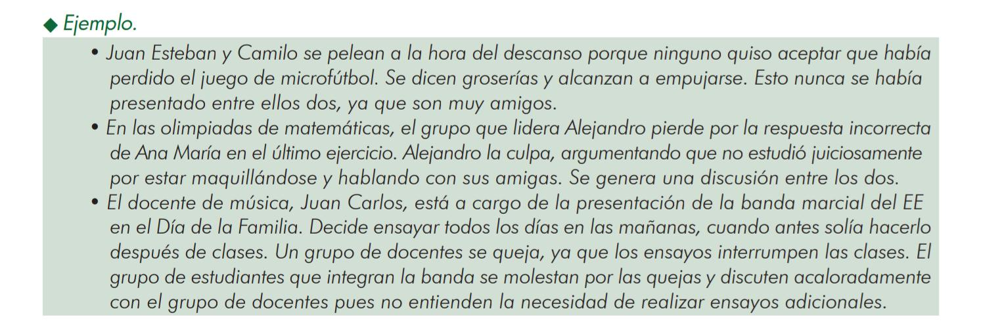 ◆ Ejemplo.
• Juan Esteban y Camilo se pelean a la hora del descanso porque ninguno quiso aceptar que había
perdido el juego de microfútbol. Se dicen groserías y alcanzan a empujarse. Esto nunca se había
presentado entre ellos dos, ya que son muy amigos.
• En las olimpiadas de matemáticas, el grupo que lidera Alejandro pierde por la respuesta incorrecta
de Ana María en el último ejercicio. Alejandro la culpa, argumentando que no estudió juiciosamente
por estar maquillándose y hablando con sus amigas. Se genera una discusión entre los dos.
• El docente de música, Juan Carlos, está a cargo de la presentación de la banda marcial del EE
en el Día de la Familia. Decide ensayar todos los días en las mañanas, cuando antes solía hacerlo
después de clases. Un grupo de docentes se queja, ya que los ensayos interrumpen las clases. El
grupo de estudiantes que integran la banda se molestan por las quejas y discuten acaloradamente
con el grupo de docentes pues no entienden la necesidad de realizar ensayos adicionales.